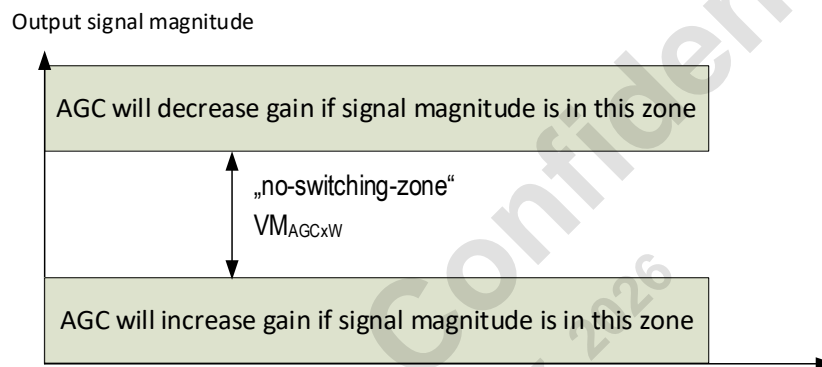 Output signal magnitude
AGC will decrease gain if signal magnitude is in this zone
„no-switching-zone“
VMAGCxW
AGC will increase gain if signal magnitude is in this zone
Confiden
2026